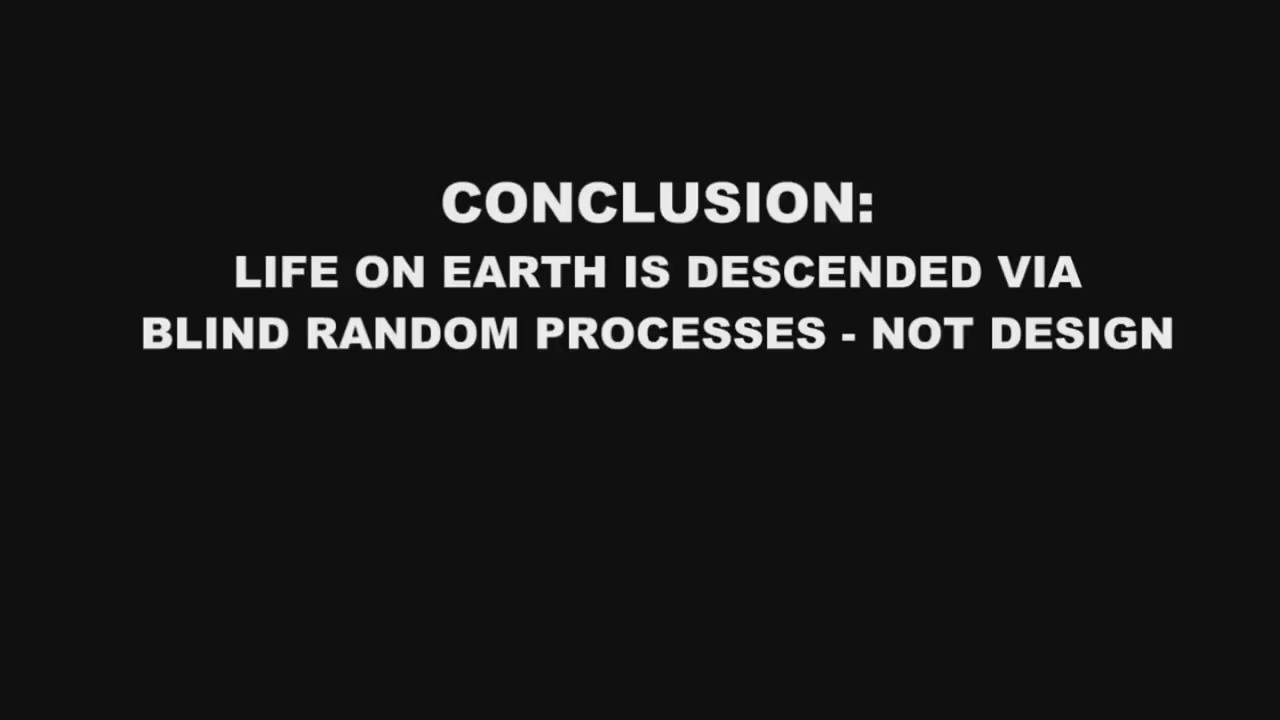 CONCLUSION:
LIFE ON EARTH IS DESCENDED VIA
BLIND RANDOM PROCESSES - NOT DESIGN